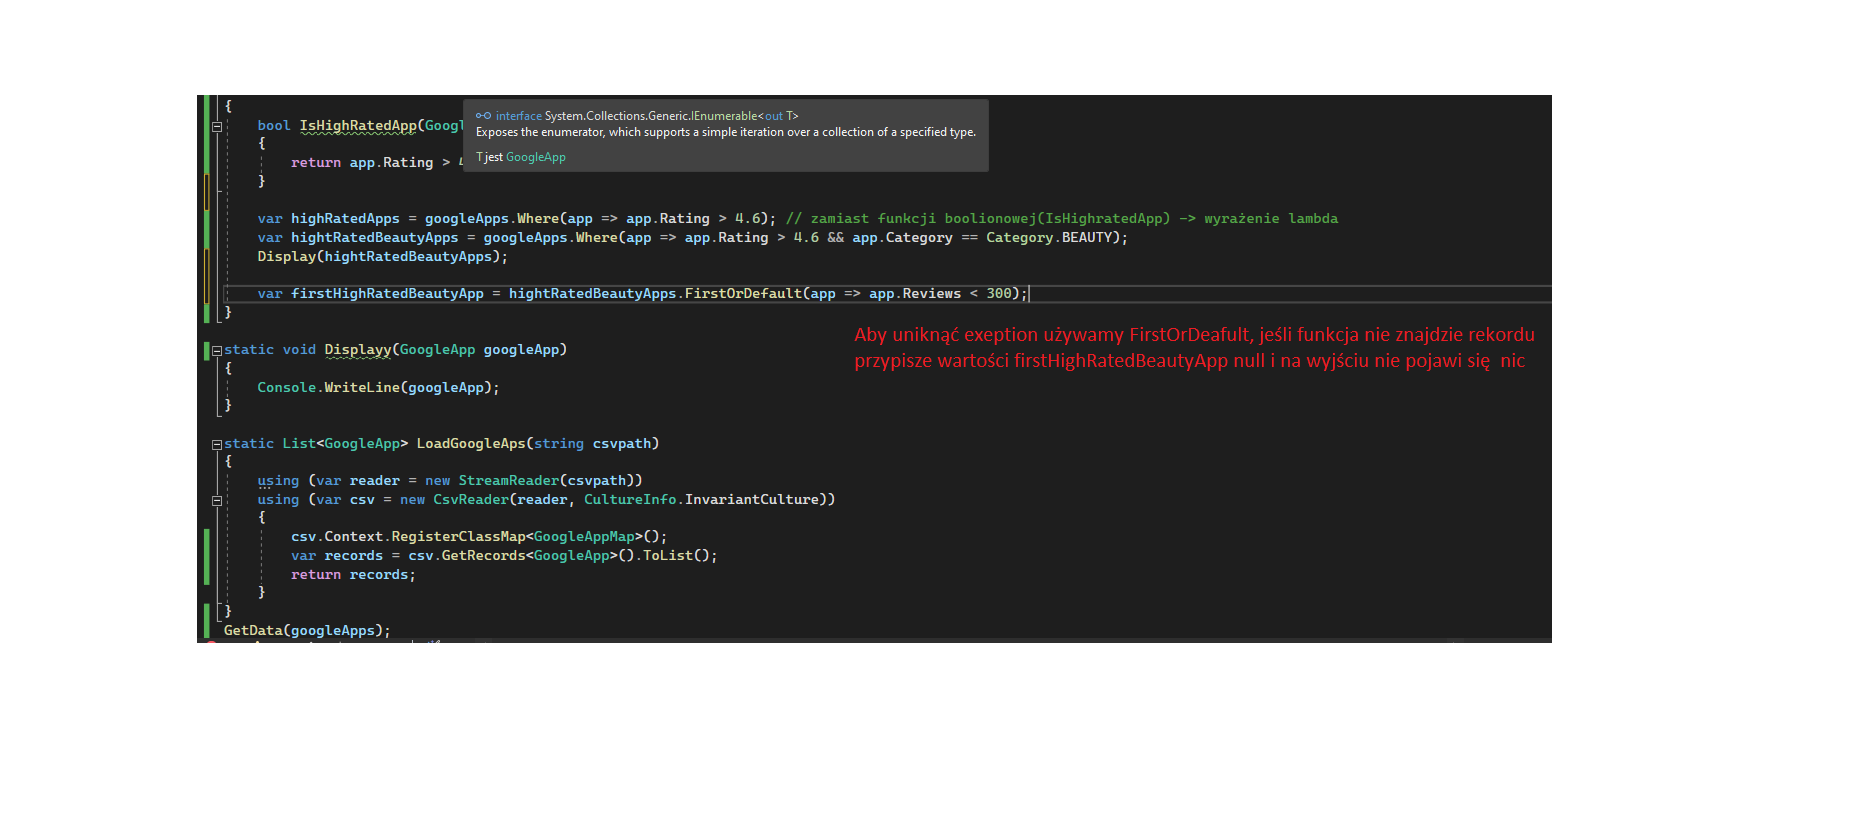 {
bool IsHighRatedApp(Googl
interface System.Collections.Generic.IEnumerable<out T>
Exposes the enumerator, which supports a simple iteration over a collection of a specified type.
T jest GoogleApp
{
return app.Rating > 4
}
var highRatedApps = googleApps.Where(app => app.Rating > 4.6); // zamiast funkcji boolionowej(IsHighratedApp) -> wyrażenie lambda
var hightRatedBeautyApps = googleApps.Where(app => app.Rating > 4.6 && app.Category == Category.BEAUTY);
Display(hightRatedBeautyApps);
var firstHighRatedBeautyApp = hightRatedBeautyApps.FirstOrDefault(app => app.Reviews < 300);
}
Aby uniknąć exeption używamy FirstOrDeafult, jeśli funkcja nie znajdzie rekordu
przypisze wartości firstHighRatedBeautyApp null i na wyjściu nie pojawi się nic
static void Displayy(GoogleApp googleApp)
{
Console.WriteLine(googleApp);
}
static List<GoogleApp> LoadGoogleAps(string csvpath)
{
using (var reader = new StreamReader(csvpath))
using (var csv = new CsvReader(reader, CultureInfo.InvariantCulture))
{
csv.Context.RegisterClassMap<GoogleAppMap>();
var records = csv.GetRecords<GoogleApp>().ToList();
return records;
}
}
GetData(googleApps);